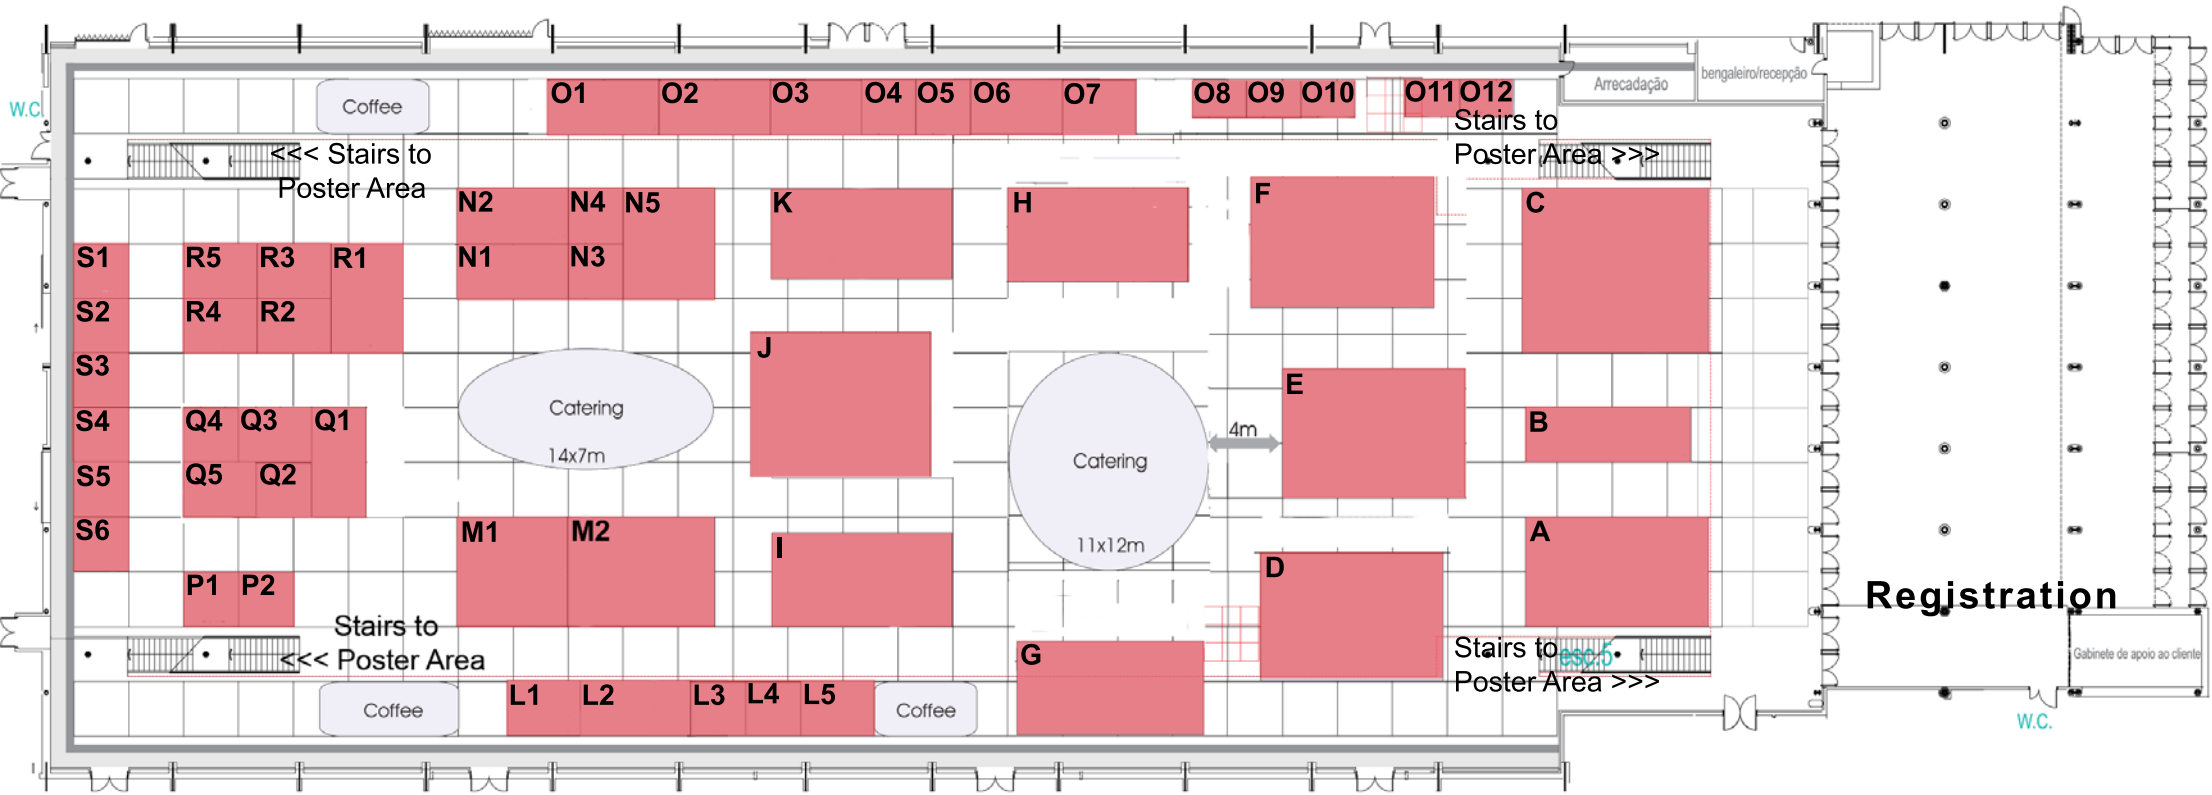 Coffee
O1 O2 O3 O4 O5 O6 O7 O8 O9 O10 O11 O12
Arrecadação
bengaleiro/recepção
W.C.
Stairs to
Poster Area >>>
<<< Stairs to
Poster Area
N2 N4 N5 K H F C
S1 R5 R3 R1 N1 N3
S2 R4 R2
J
S3
E
Catering
14x7m
S4 Q4 Q3 Q1
B
4m
Catering
11x12m
S5 Q5 Q2
S6 M1 M2 I A
D
P1 P2
Registration
Stairs to
<<< Poster Area
G
Stairs to
Poster Area >>>
esc.5
Gabinete de apoio ao cliente
Coffee
L1 L2 L3 L4 L5
Coffee
W.C.